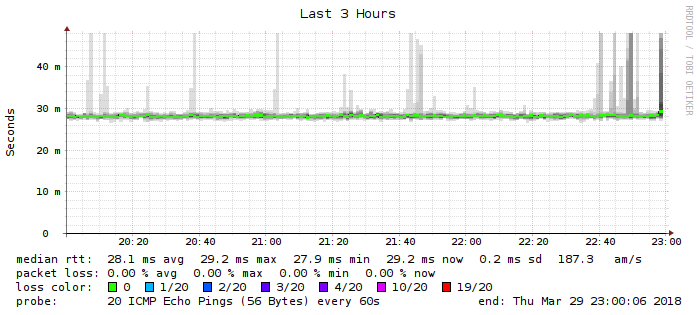 Last 3 Hours
RRDTOOL / TOBI OETIKER
Seconds
40 m
30 m
20 m
10 m
0
20:20 20:40 21:00 21:20 21:40 22:00 22:20 22:40 23:00
median rtt: 28.1 ms avg 29.2 ms max 27.9 ms min 29.2 ms now 0.2 ms sd 187.3 am/s
packet loss: 0.00 % avg 0.00 % max 0.00 % min 0.00 % now
loss color: 0 1/20 2/20 3/20 4/20 10/20 19/20
probe: 20 ICMP Echo Pings (56 Bytes) every 60s end: Thu Mar 29 23:00:06 2018